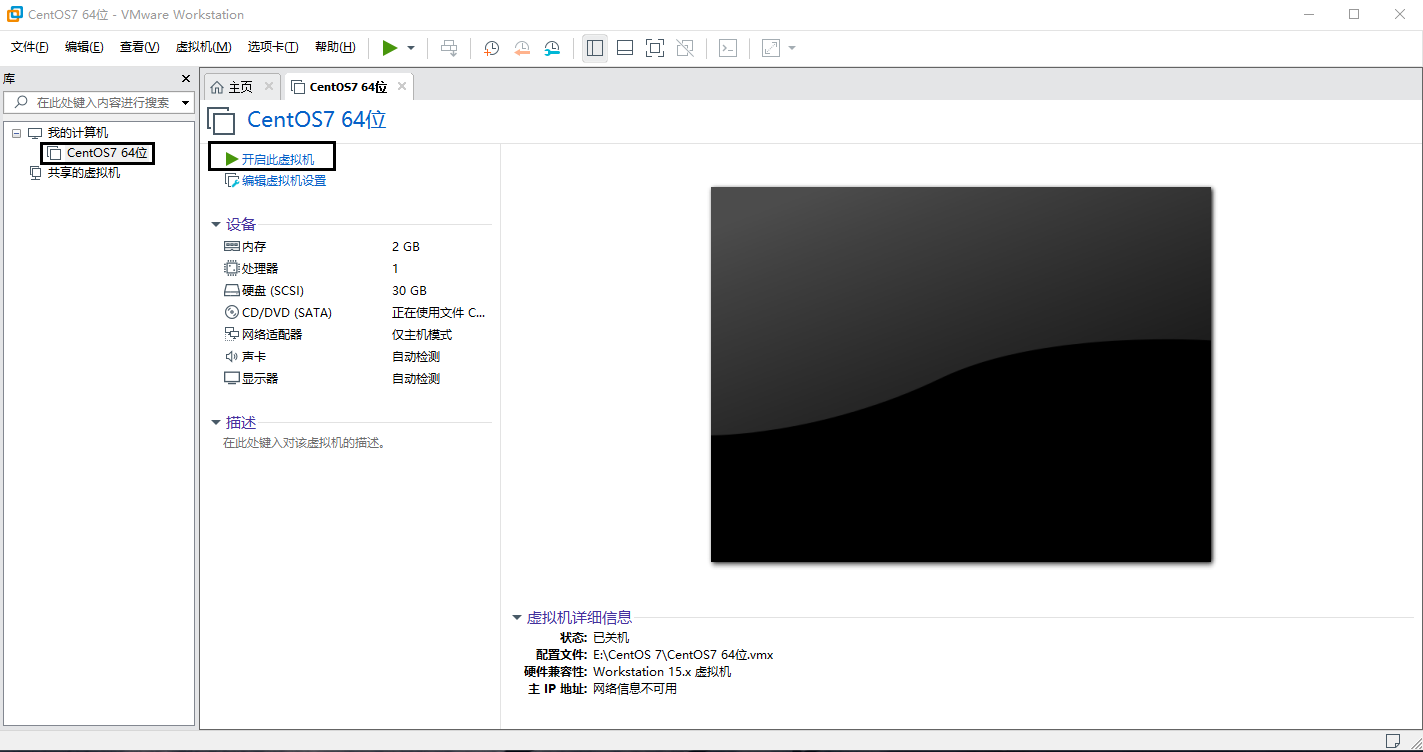 CentOS7 64位 - VMware Workstation
文件(F) 编辑(E) 查看(V) 虚拟机(M) 选项卡(T) 帮助(H)
库
在此处键入内容进行搜索
我的计算机
CentOS7 64位
共享的虚拟机
主页 CentOS7 64位
CentOS7 64位
开启此虚拟机
编辑虚拟机设置
设备
内存 2 GB
处理器 1
硬盘 (SCSI) 30 GB
CD/DVD (SATA) 正在使用文件 C...
网络适配器 仅主机模式
声卡 自动检测
显示器 自动检测
描述
在此处键入对该虚拟机的描述。
虚拟机详细信息
状态: 已关机
配置文件: E:\CentOS 7\CentOS7 64位.vmx
硬件兼容性: Workstation 15.x 虚拟机
主 IP 地址: 网络信息不可用